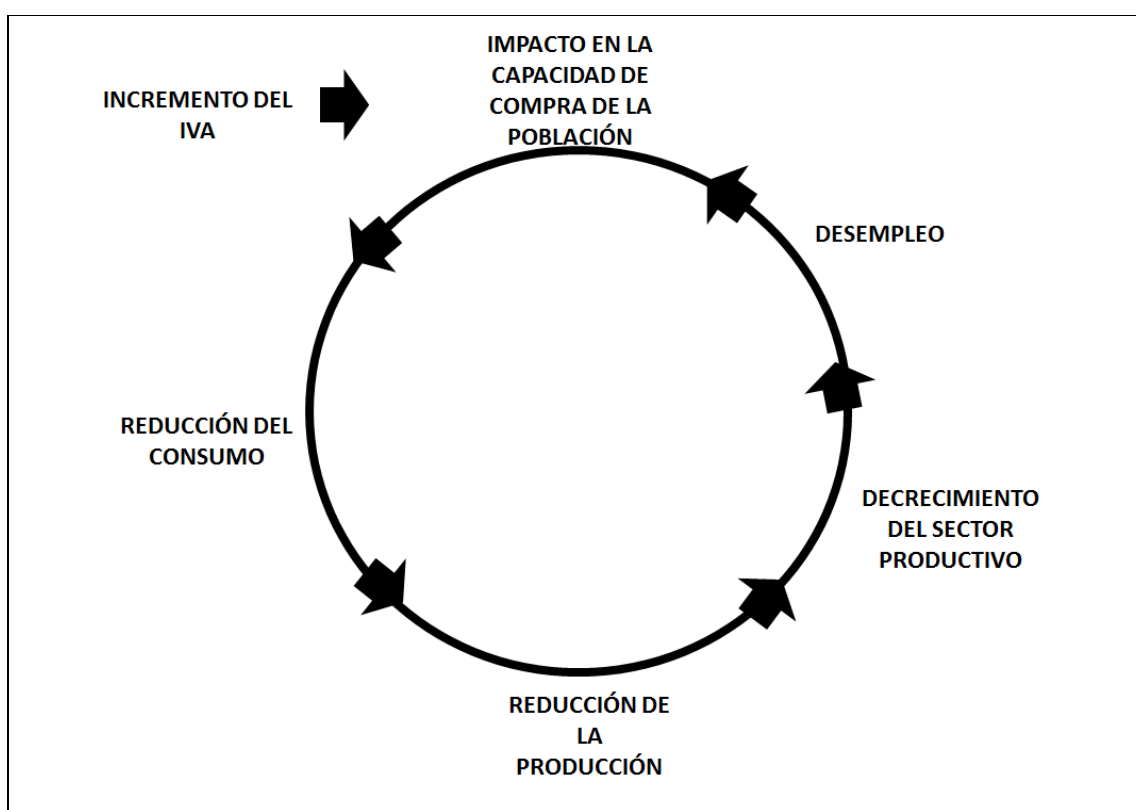 INCREMENTO DEL
IVA
IMPACTO EN LA
CAPACIDAD DE
COMPRA DE LA
POBLACIÓN
DESEMPLEO
REDUCCIÓN DEL
CONSUMO
DECRECIMIENTO
DEL SECTOR
PRODUCTIVO
REDUCCIÓN DE
LA
PRODUCCIÓN